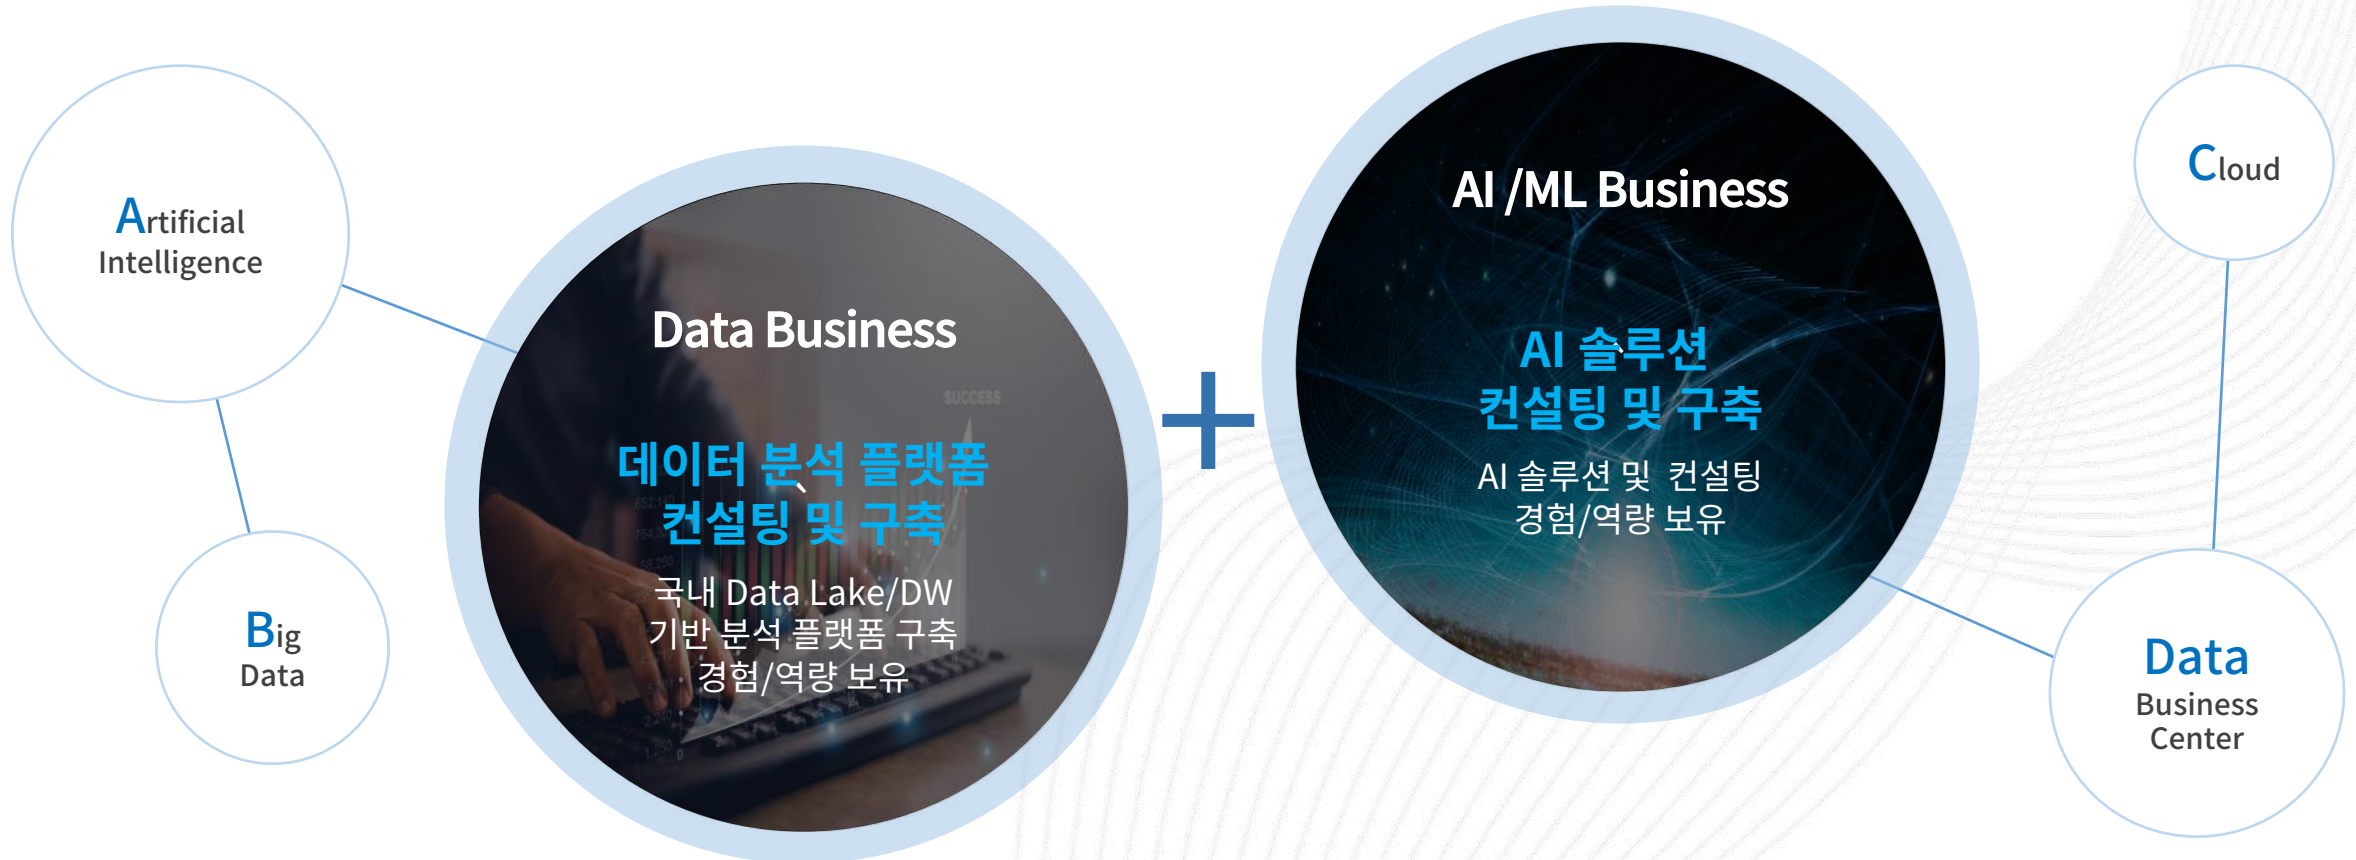 Artificial
Intelligence
Big
Data
Data Business
데이터 분석 플랫폼
컨설팅 및 구축
국내 Data Lake/DW
기반 분석 플랫폼 구축
경험/역량 보유
SUCCESS
+
AI /ML Business
AI 솔루션
컨설팅 및 구축
AI 솔루션 및 컨설팅
경험/역량 보유
Cloud
Data
Business
Center